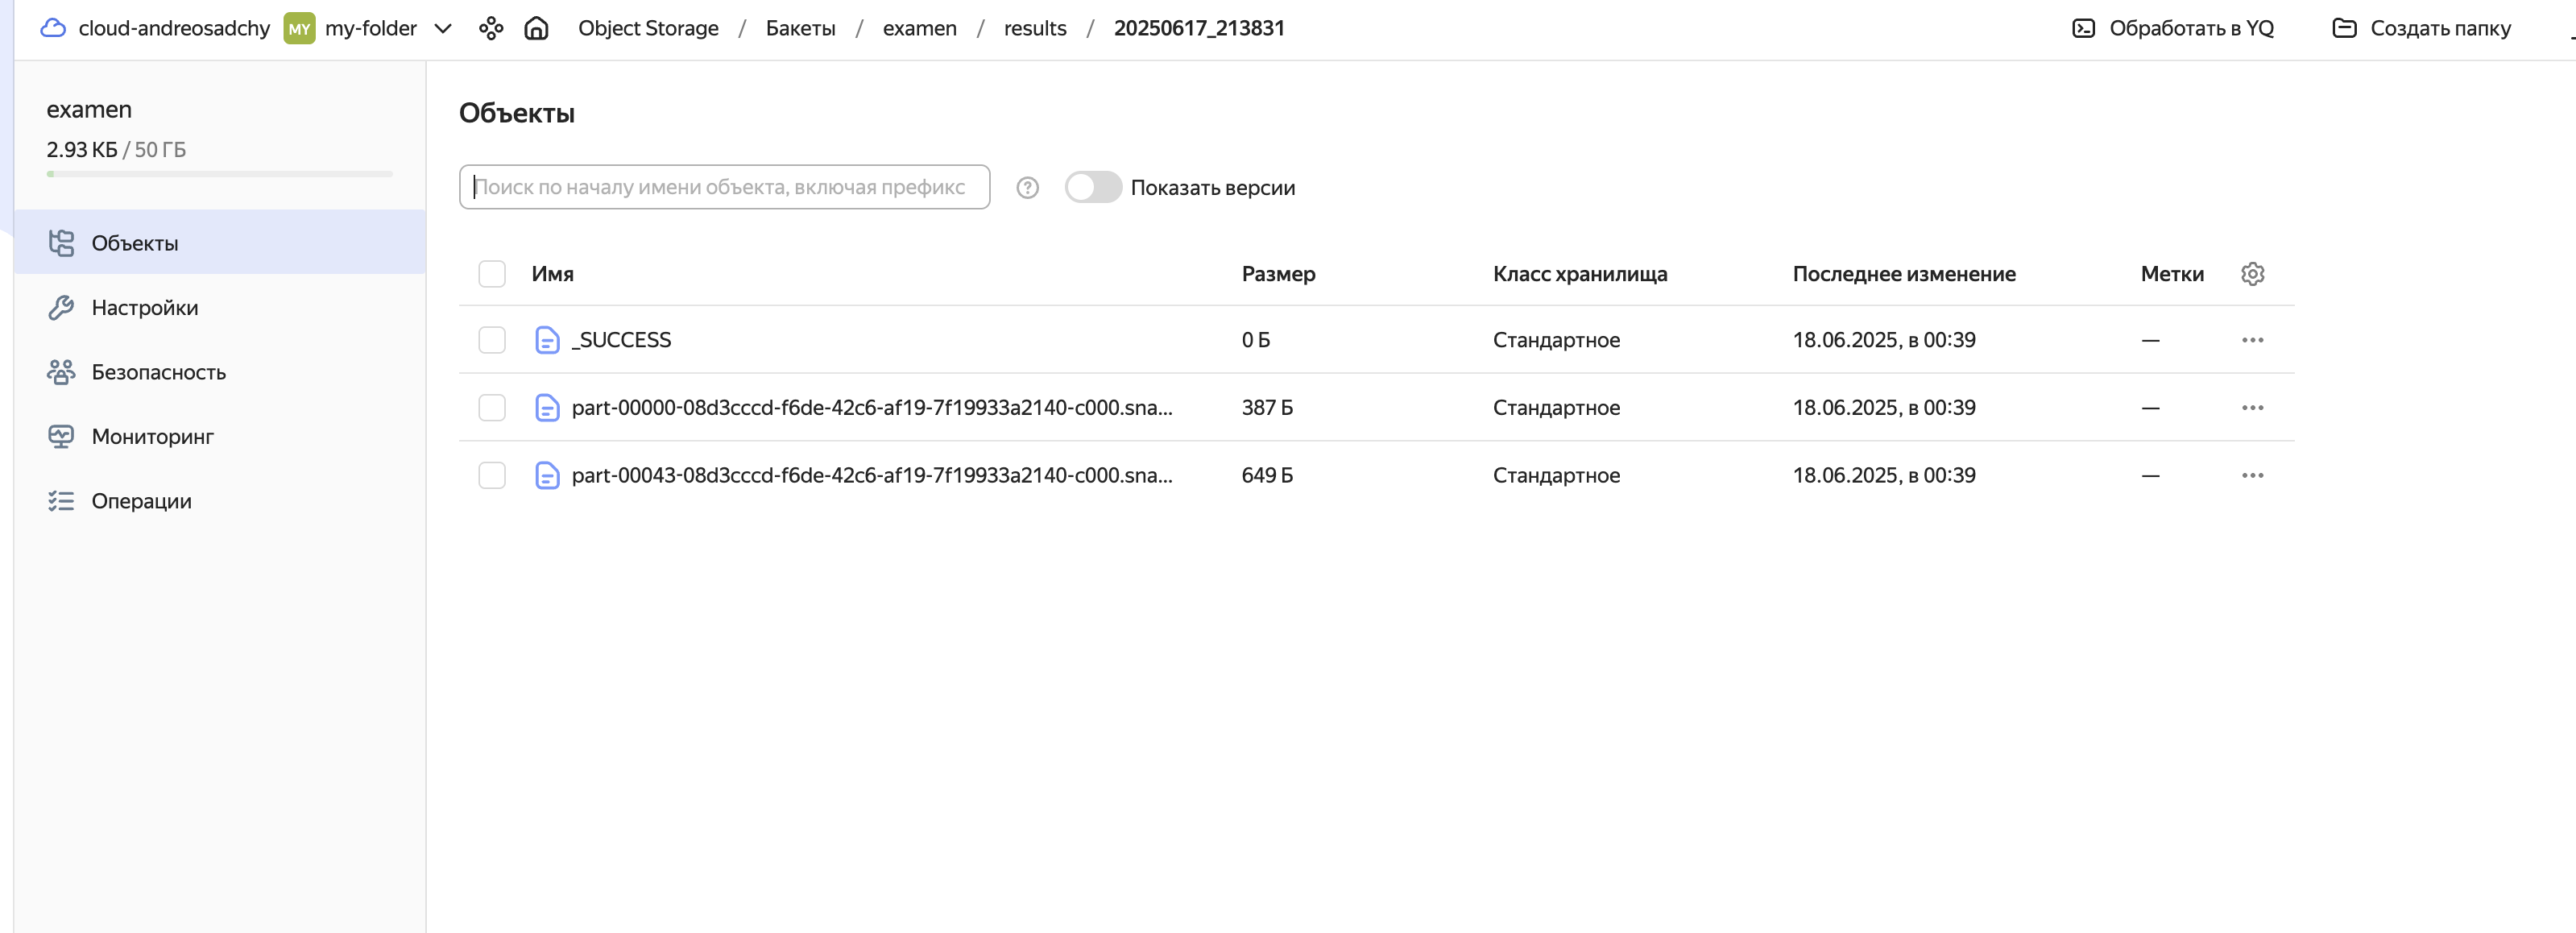 cloud-andreosadchy MY my-folder Object Storage / Бакеты / examen / results / 20250617_213831 Обработать в YQ Создать папку
examen
2.93 КБ / 50 ГБ
Объекты
Настройки
Безопасность
Мониторинг
Операции
Объекты
Поиск по началу имени объекта, включая префикс Показать версии
Имя Размер Класс хранилища Последнее изменение Метки
_SUCCESS 0 Б Стандартное 18.06.2025, в 00:39 —
part-00000-08d3cccd-f6de-42c6-af19-7f19933a2140-c000.sna... 387 Б Стандартное 18.06.2025, в 00:39 —
part-00043-08d3cccd-f6de-42c6-af19-7f19933a2140-c000.sna... 649 Б Стандартное 18.06.2025, в 00:39 —